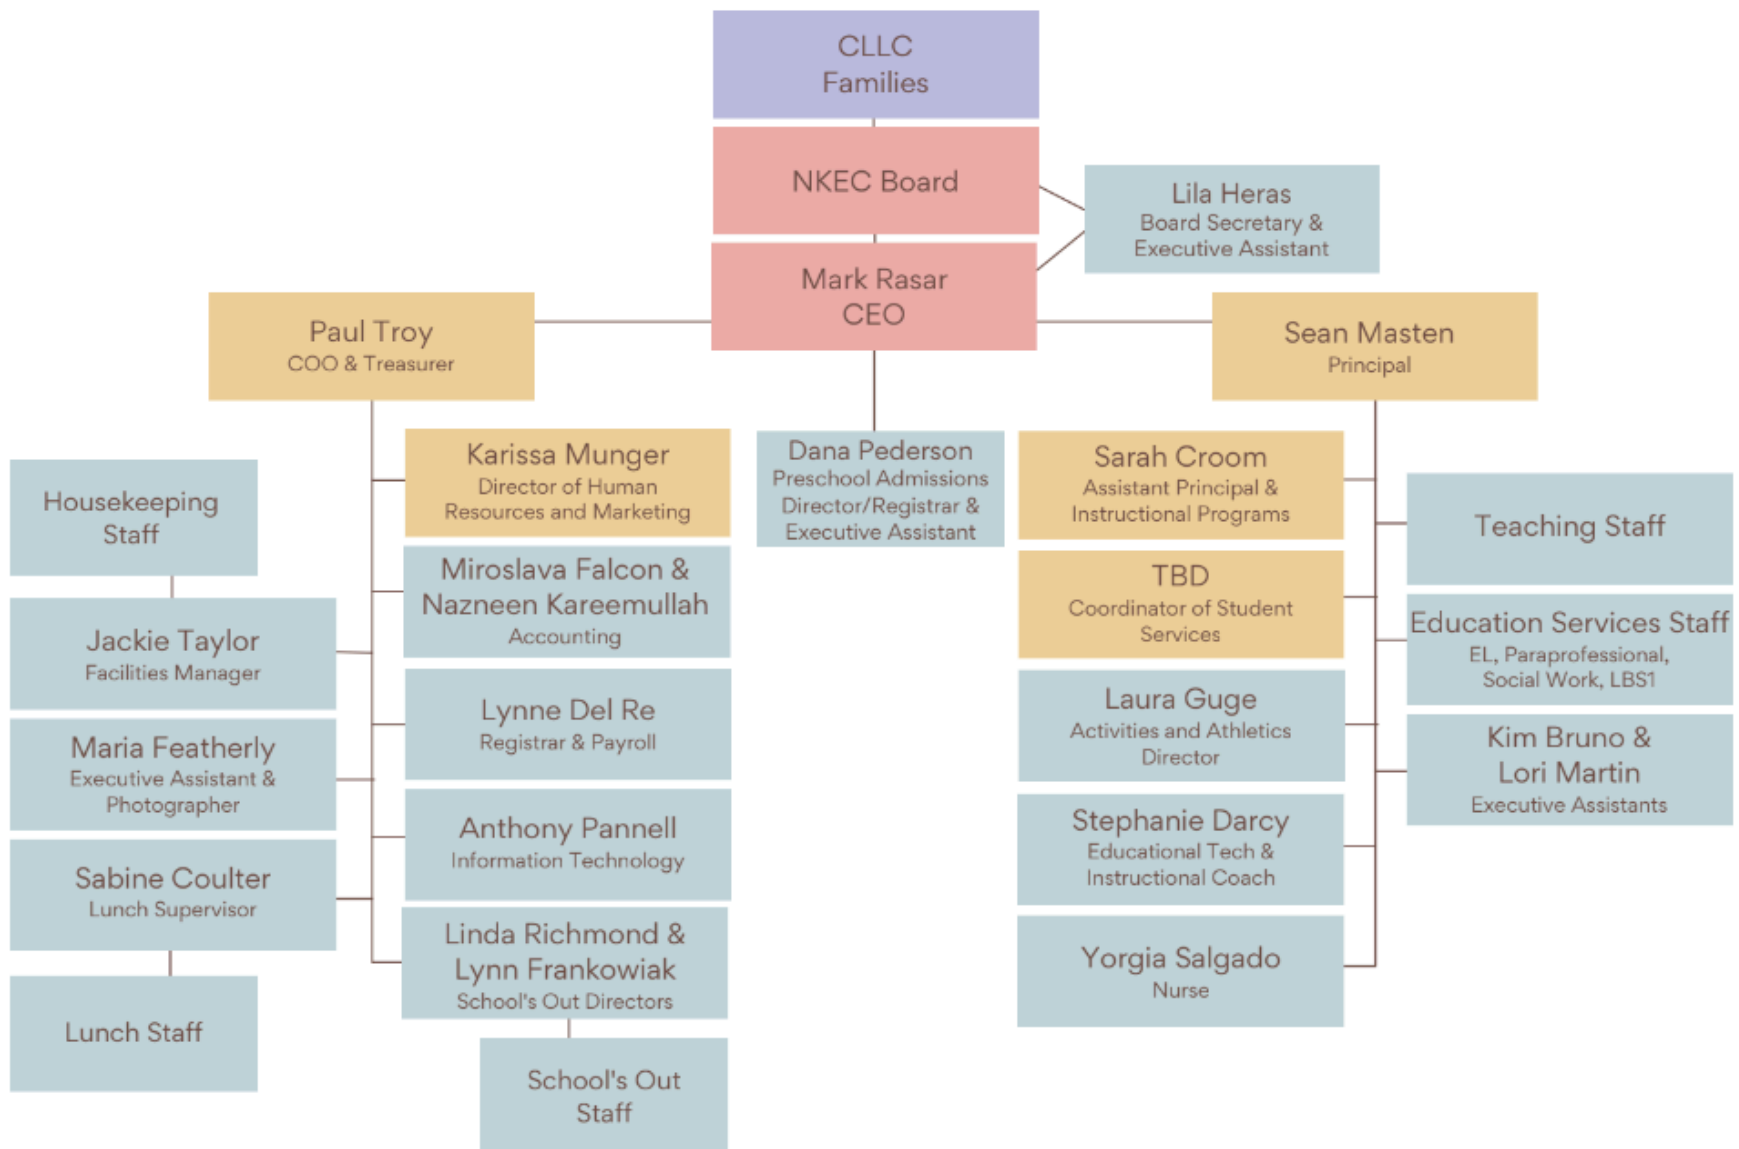 CLLC
Families
NKEC Board
Lila Heras
Board Secretary &
Executive Assistant
Mark Rasar
CEO
Paul Troy
COO & Treasurer
Sean Masten
Principal
Karissa Munger
Director of Human
Resources and Marketing
Dana Pederson
Preschool Admissions
Director/Registrar &
Executive Assistant
Sarah Croom
Assistant Principal &
Instructional Programs
Housekeeping
Staff
Teaching Staff
Miroslava Falcon &
Nazneen Kareemullah
Accounting
TBD
Coordinator of Student
Services
Jackie Taylor
Facilities Manager
Education Services Staff
EL, Paraprofessional,
Social Work, LBS1
Lynne Del Re
Registrar & Payroll
Laura Guge
Activities and Athletics
Director
Maria Featherly
Executive Assistant &
Photographer
Kim Bruno &
Lori Martin
Executive Assistants
Anthony Pannell
Information Technology
Stephanie Darcy
Educational Tech &
Instructional Coach
Sabine Coulter
Lunch Supervisor
Linda Richmond &
Lynn Frankowiak
School's Out Directors
Yorgia Salgado
Nurse
Lunch Staff
School's Out
Staff